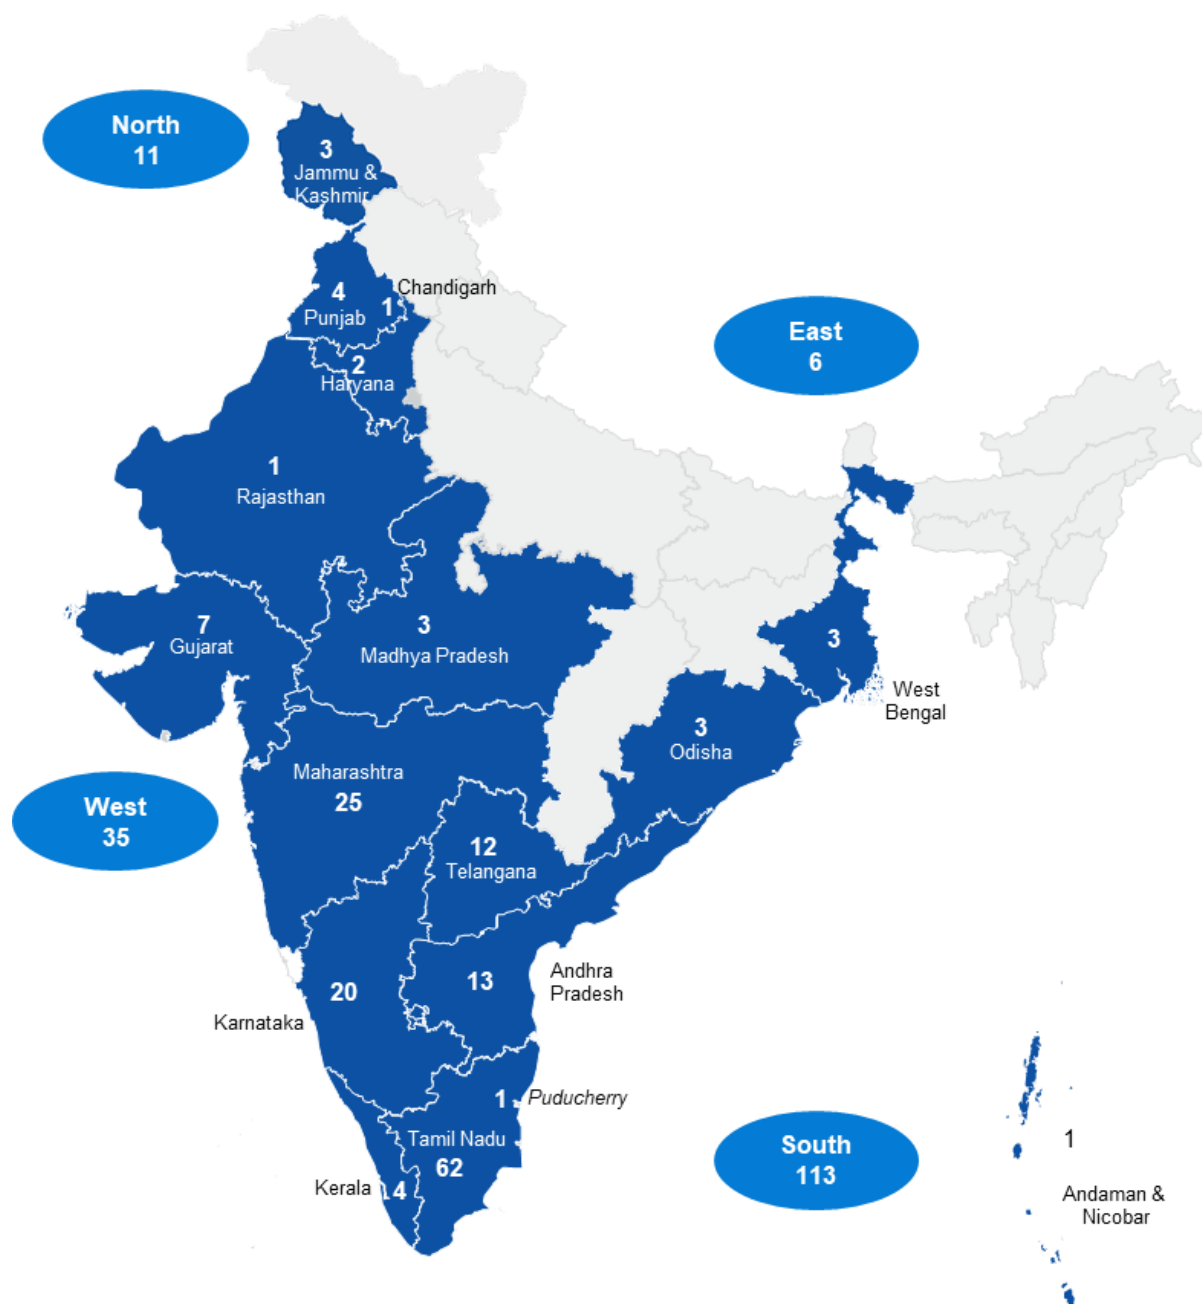 North
11
3
Jammu &
Kashmir
Chandigarh
4
1
Punjab
2
Haryana
East
6
1
Rajasthan
7
Gujarat
3
Madhya Pradesh
3
West
Bengal
3
Odisha
Maharashtra
25
West
35
12
Telangana
20
13
Andhra
Pradesh
Karnataka
1
Puducherry
Tamil Nadu
62
Kerala
4
South
113
1
Andaman &
Nicobar